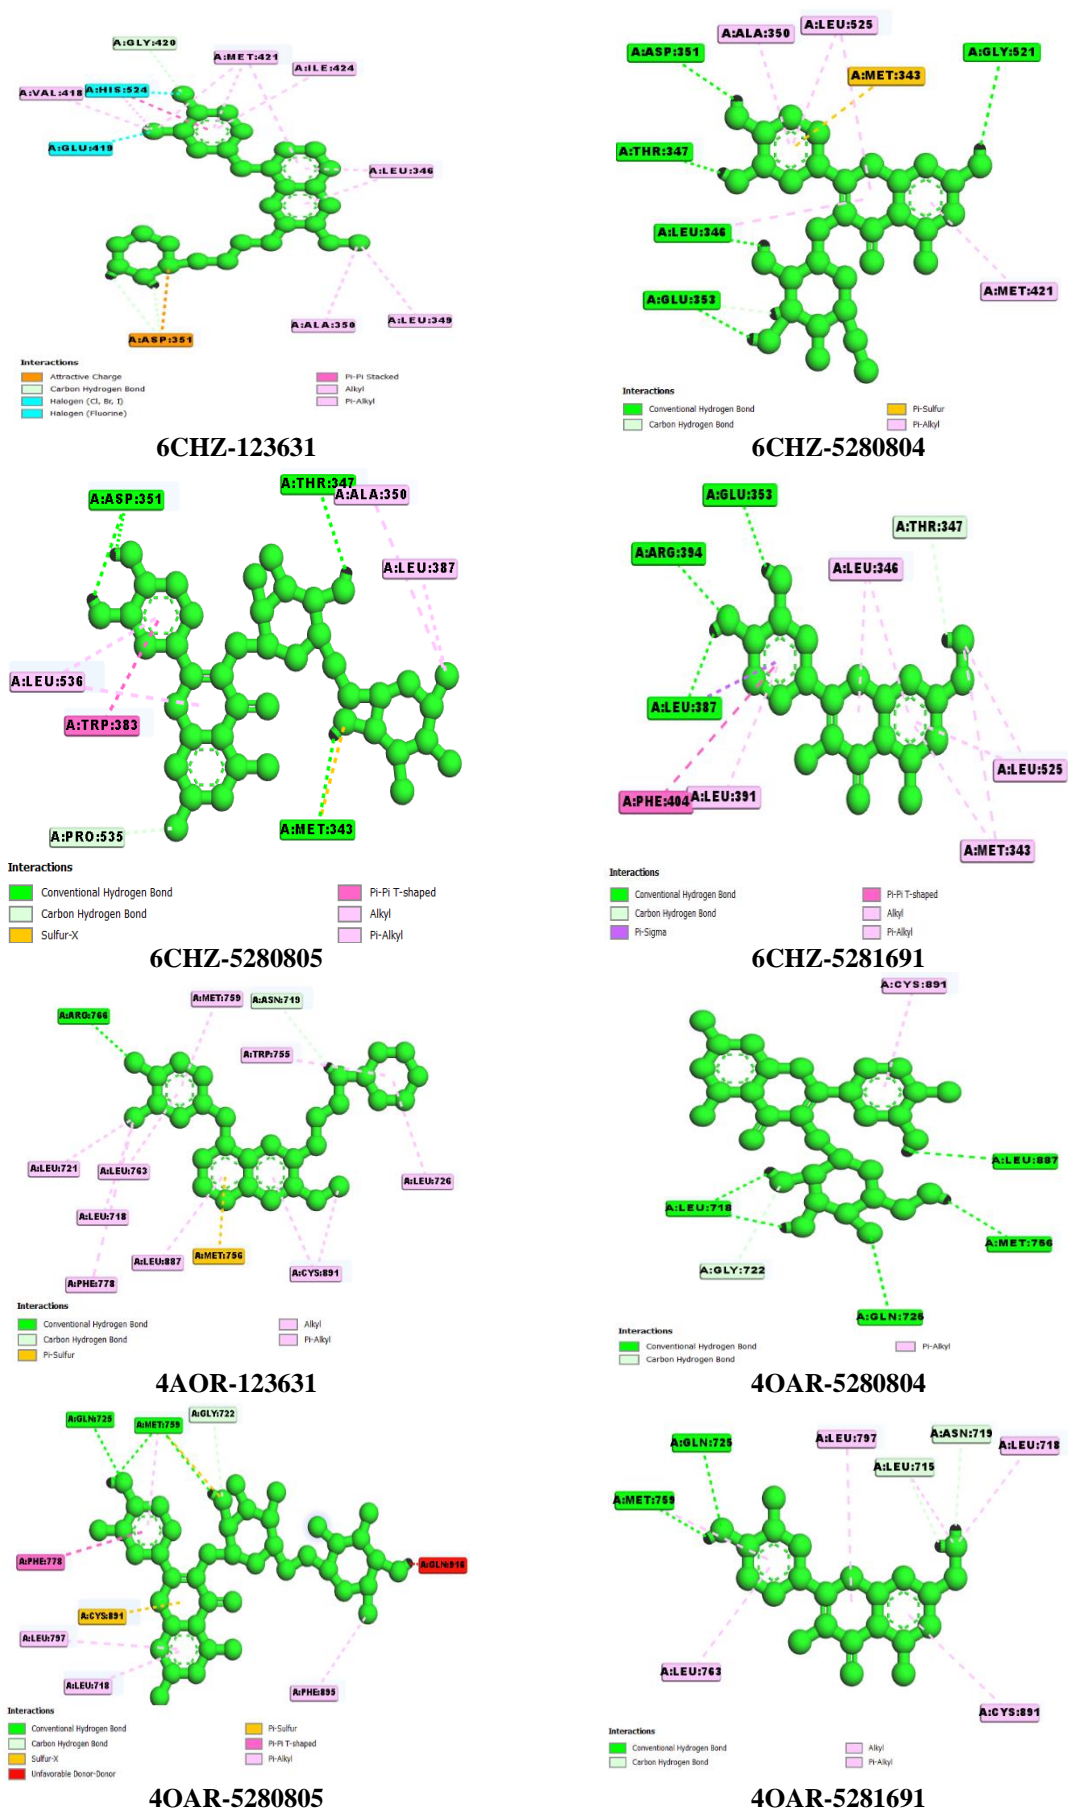 A:GLY:420
A:MET:421
A:ILE:424
A:VAL:418
A:HIS:524
A:GLU:419
A:LEU:346
A:ALA:350
A:LEU:349
A:ASP:351
Interactions
Attractive Charge
Carbon Hydrogen Bond
Halogen (Cl, Br, I)
Halogen (Fluorine)
Pi-Pi Stacked
Alkyl
Pi-Alkyl
6CHZ-123631
A:LEU:525
A:ALA:350
A:ASP:351
A:GLY:521
A:MET:343
A:THR:347
A:LEU:346
A:GLU:353
A:MET:421
Interactions
Conventional Hydrogen Bond
Carbon Hydrogen Bond
Pi-Sulfur
Pi-Alkyl
6CHZ-5280804
A:THR:347
A:ALA:350
A:ASP:351
A:LEU:387
A:LEU:536
A:TRP:383
A:MET:343
A:PRO:535
Interactions
Conventional Hydrogen Bond
Carbon Hydrogen Bond
Sulfur-X
Pi-Pi T-shaped
Alkyl
Pi-Alkyl
6CHZ-5280805
A:GLU:353
A:THR:347
A:ARG:394
A:LEU:346
A:LEU:387
A:LEU:525
A:PHE:404
A:LEU:391
A:MET:343
Interactions
Conventional Hydrogen Bond
Carbon Hydrogen Bond
Pi-Sigma
Pi-Pi T-shaped
Alkyl
Pi-Alkyl
6CHZ-5281691
A:MET:759
A:ASN:719
A:ARG:766
A:TRP:755
A:LEU:721
A:LEU:763
A:LEU:726
A:LEU:718
A:LEU:887
A:MET:756
A:CYS:891
A:PHE:778
Interactions
Conventional Hydrogen Bond
Carbon Hydrogen Bond
Pi-Sulfur
Alkyl
Pi-Alkyl
4AOR-123631
A:CYS:891
A:LEU:887
A:LEU:718
A:MET:756
A:GLY:722
A:GLN:725
Interactions
Conventional Hydrogen Bond
Carbon Hydrogen Bond
Pi-Alkyl
4OAR-5280804
A:GLN:725
A:MET:759
A:GLY:722
A:PHE:778
A:GLN:916
A:CYS:891
A:LEU:797
A:LEU:718
A:PHE:895
Interactions
Conventional Hydrogen Bond
Carbon Hydrogen Bond
Sulfur-X
Unfavorable Donor-Donor
Pi-Sulfur
Pi-Pi T-shaped
Pi-Alkyl
4OAR-5280805
A:GLN:725
A:LEU:797
A:ASN:719
A:LEU:718
A:LEU:715
A:MET:759
A:LEU:763
A:CYS:891
Interactions
Conventional Hydrogen Bond
Carbon Hydrogen Bond
Alkyl
Pi-Alkyl
4OAR-5281691